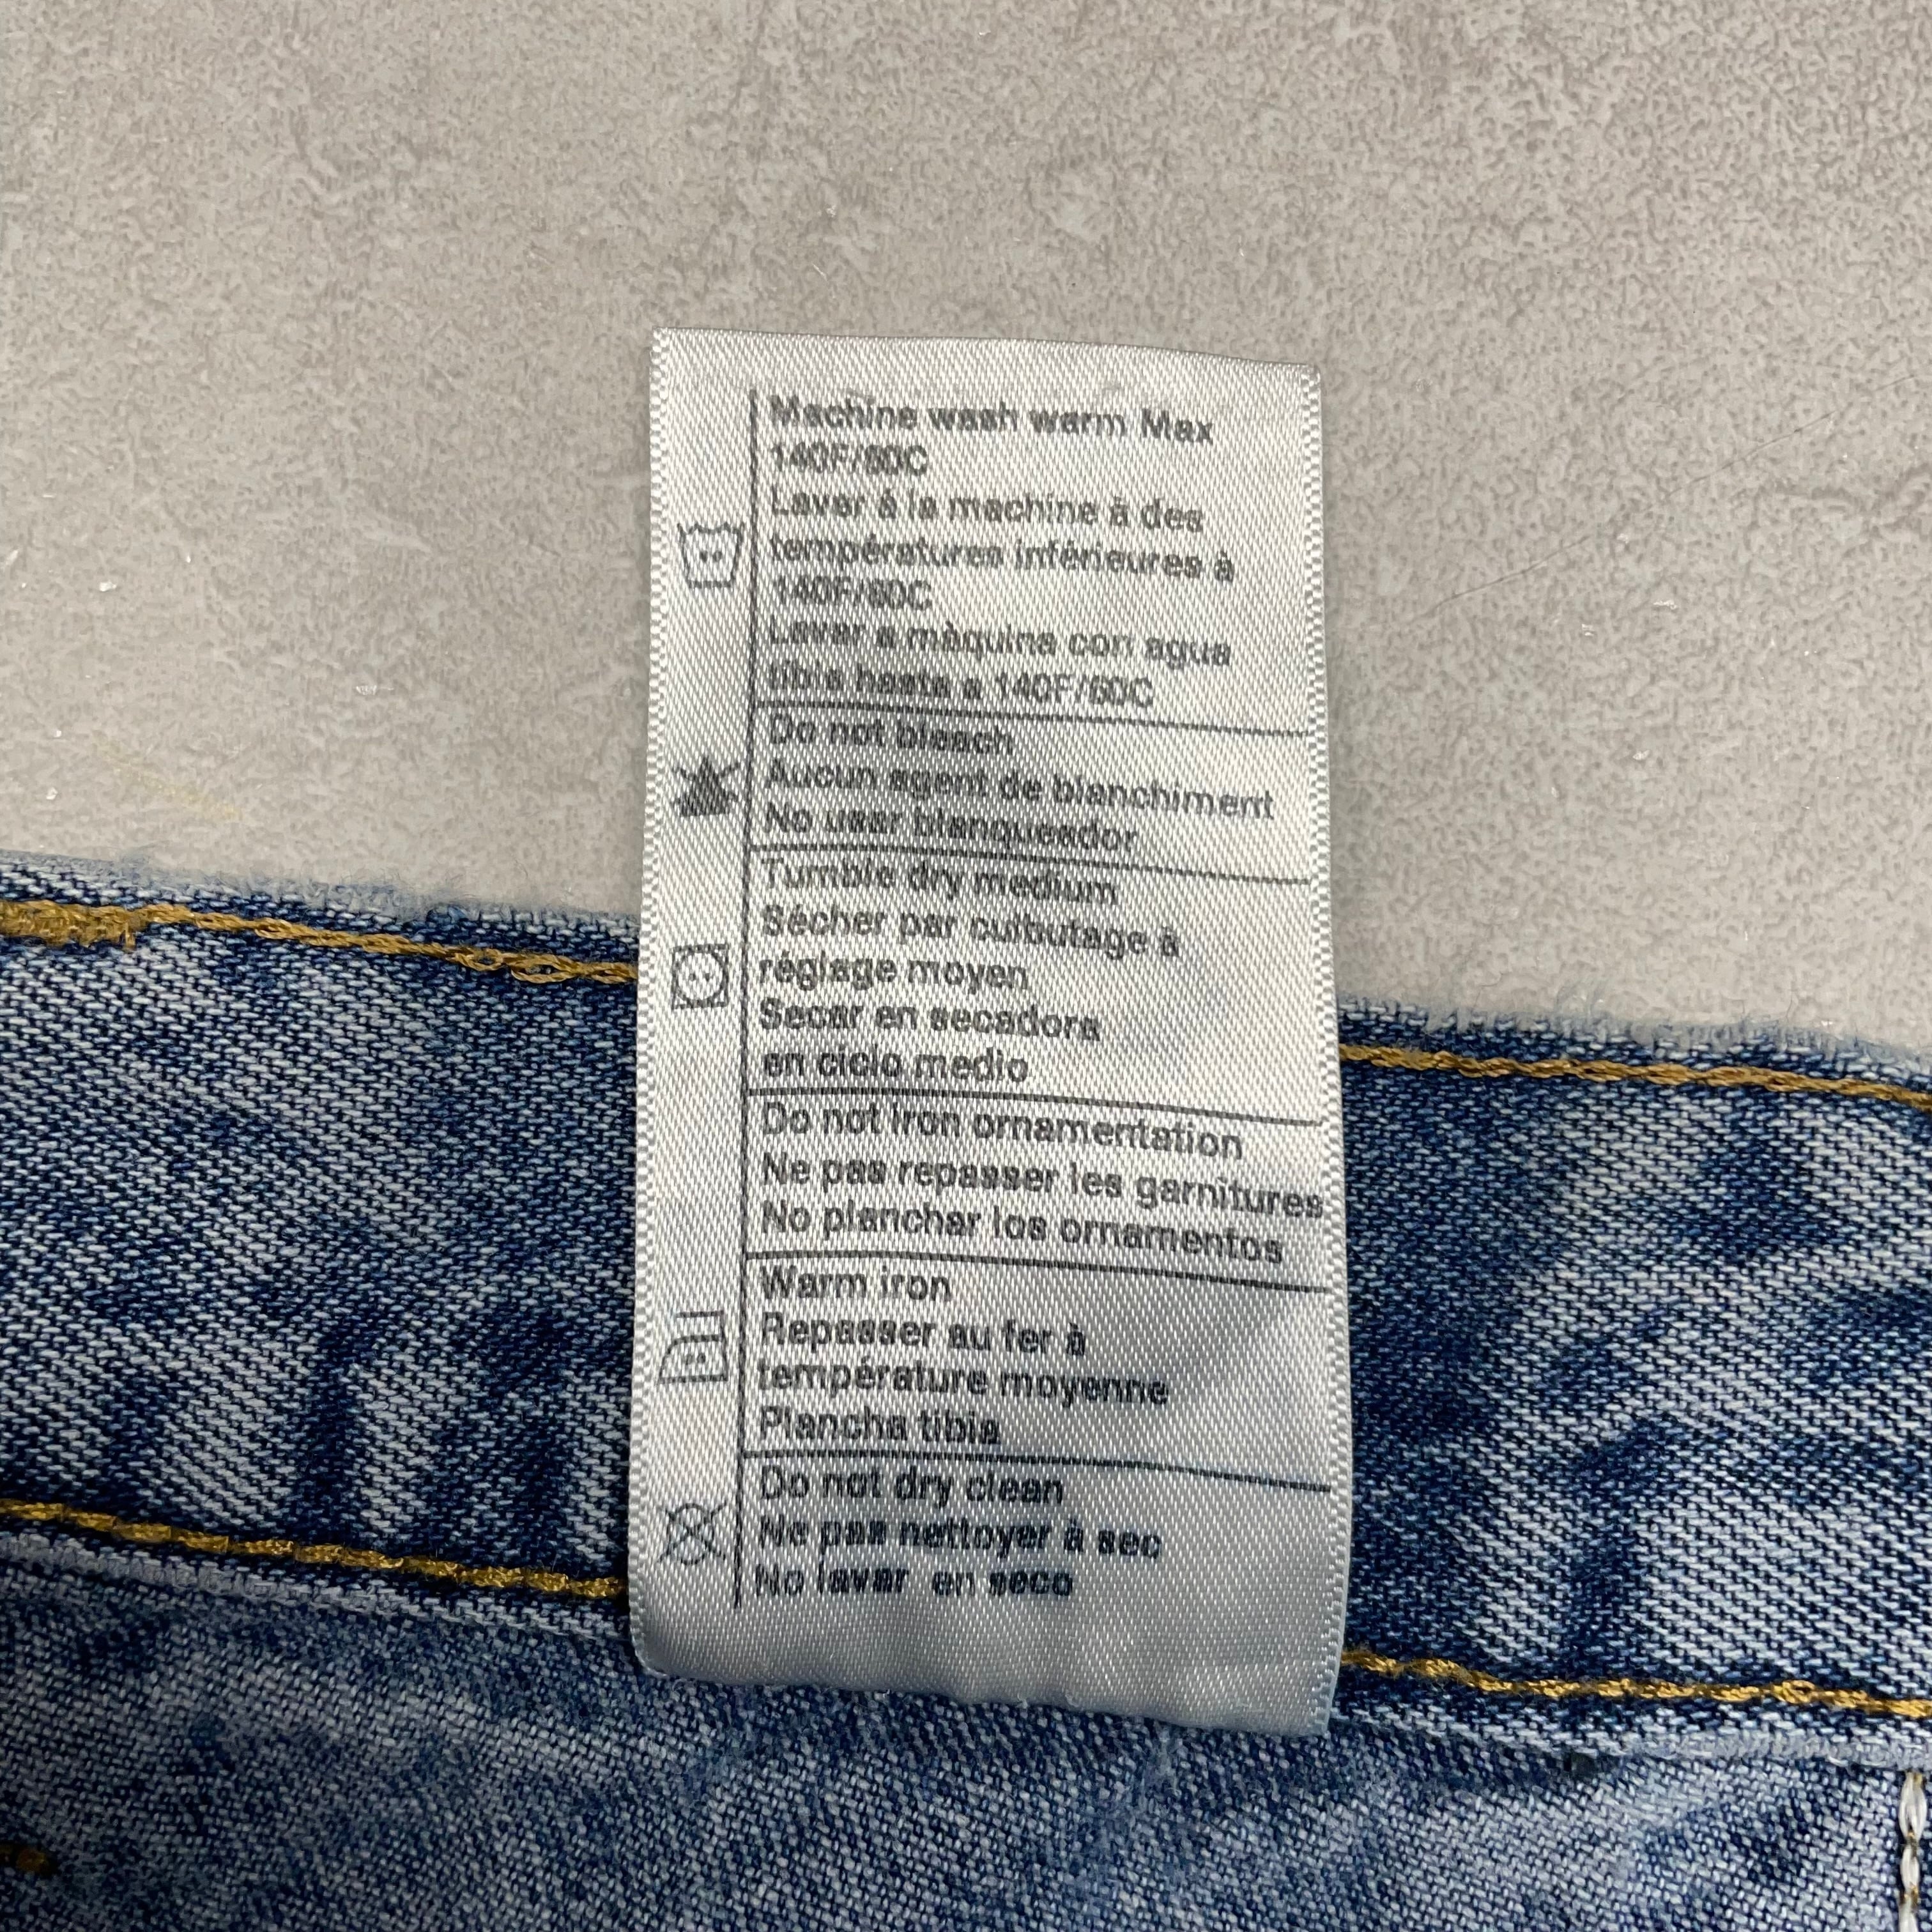 Machine wash warm Max
140F/60C
Laver à la machine à des
températures inférieures à
140F/60C
Lavar a màquina con agua
tibia hasta a 140F/60C
Do not bleach
Aucun agent de blanchiment
No usar blanqueador
Tumble dry medium
Sécher par culbutage à
réglage moyen
Secar en secadora
en ciclo medio
Do not iron ornamentation
Ne pas repasser les garnitures
No planchar los ornamentos
Warm iron
Repasser au fer à
température moyenne
Plancha tibia
Do not dry clean
Ne pas nettoyer à sec
No lavar en seco